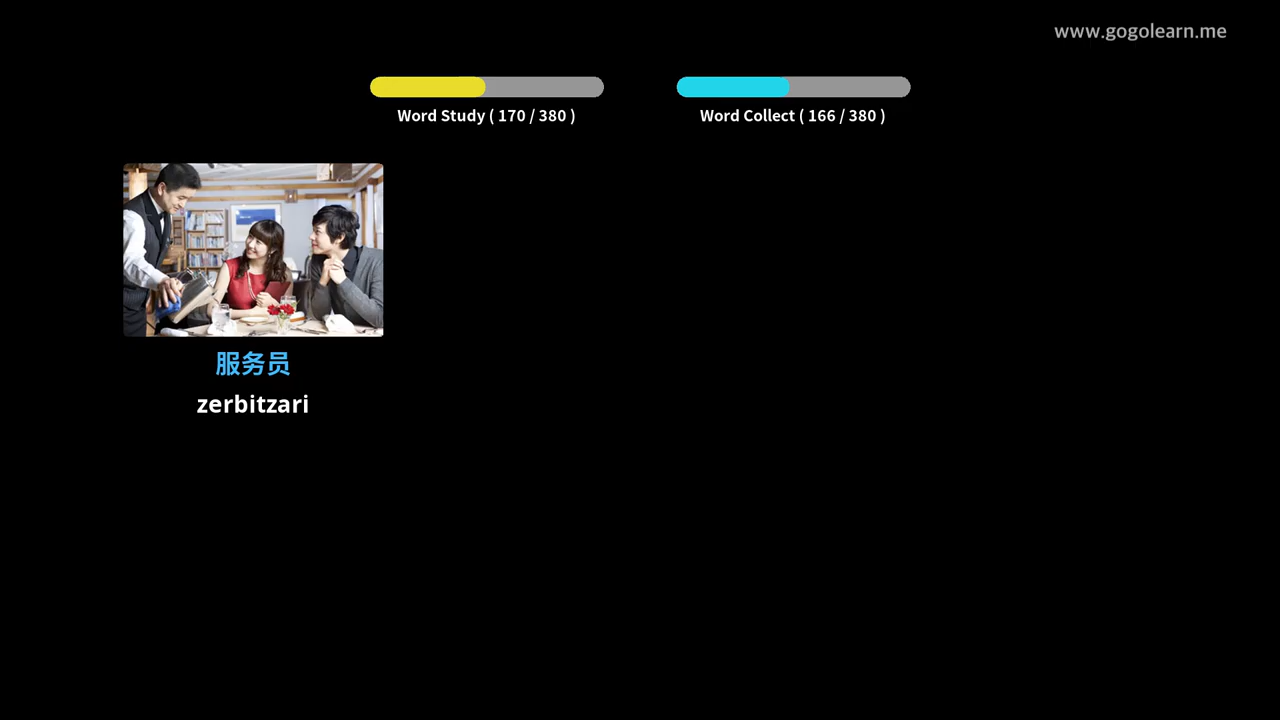 www.gogolearn.me
Word Study ( 170 / 380 )
Word Collect ( 166 / 380 )
服务员
zerbitzari